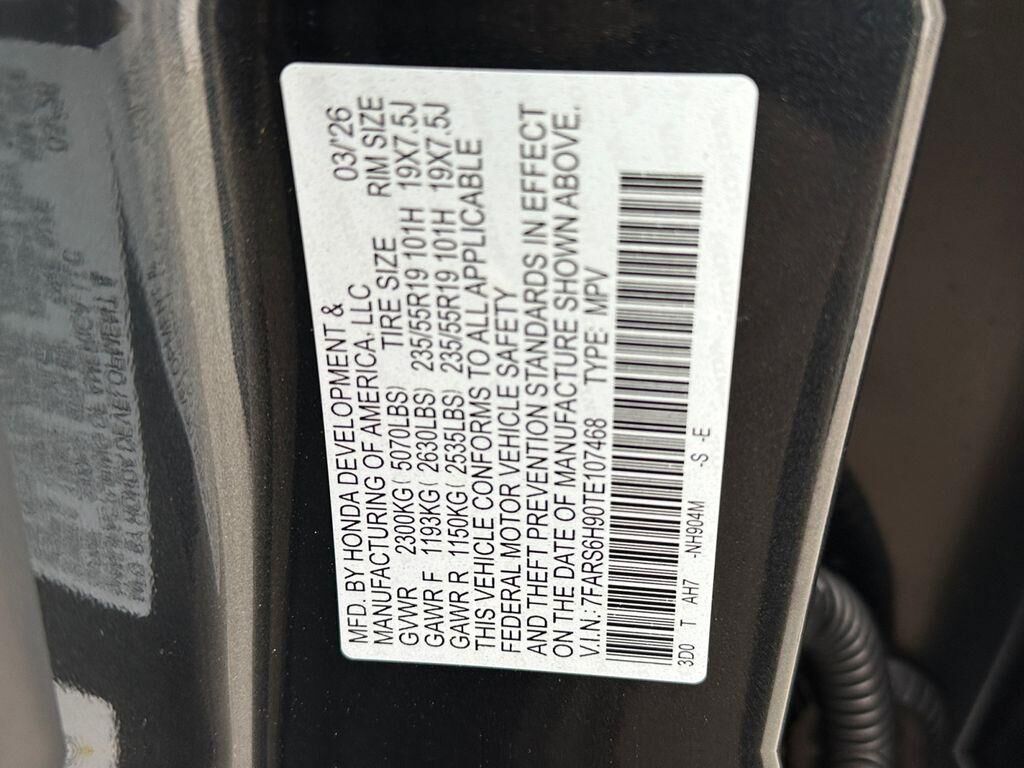 MFD. BY HONDA DEVELOPMENT & 03/'26
MANUFACTURING OF AMERICA. LLC
TIRE SIZE RIM SIZE
GVWR 2300KG( 5070LBS)
GAWR F 1193KG( 2630LBS) 235/55R19 101H 19X7.5J
GAWR R 1150KG( 2535LBS) 235/55R19 101H 19X7.5J
THIS VEHICLE CONFORMS TO ALL APPLICABLE
FEDERAL MOTOR VEHICLE SAFETY
AND THEFT PREVENTION STANDARDS IN EFFECT
ON THE DATE OF MANUFACTURE SHOWN ABOVE.
V.I.N.: 7FARS6H90TE107468 TYPE: MPV
3D0 T AH7 -NH904M -S -E